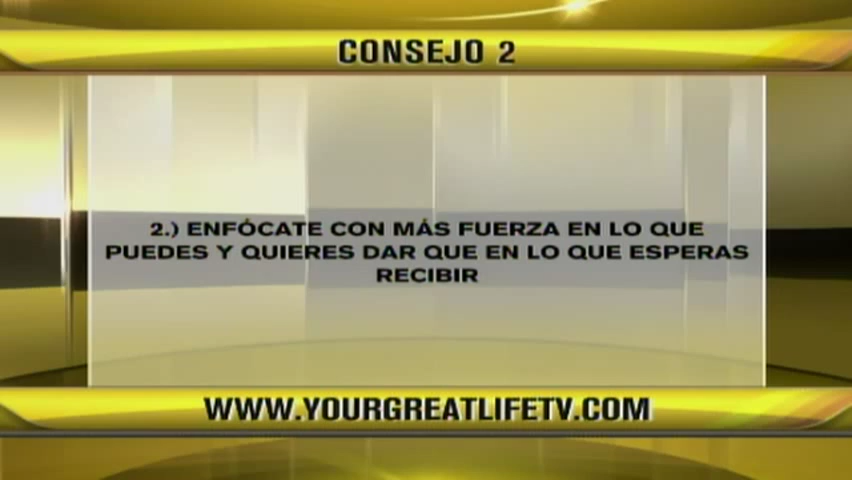 CONSEJO 2
2.) ENFÓCATE CON MÁS FUERZA EN LO QUE
PUEDES Y QUIERES DAR QUE EN LO QUE ESPERAS
RECIBIR
WWW.YOURGREATLIFETV.COM